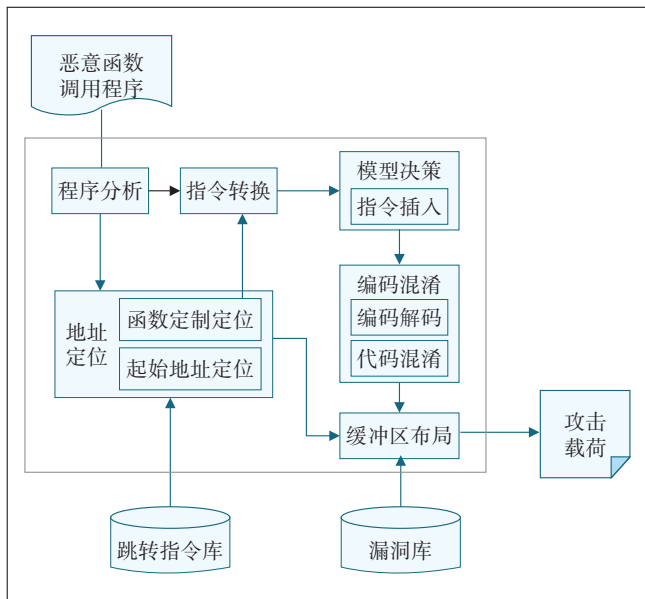 恶意函数
调用程序
程序分析
指令转换
模型决策
指令插入
地址
定位
函数定制定位
起始地址定位
编码混淆
编码解码
代码混淆
缓冲区布局
攻击
载荷
跳转指令库
漏洞库